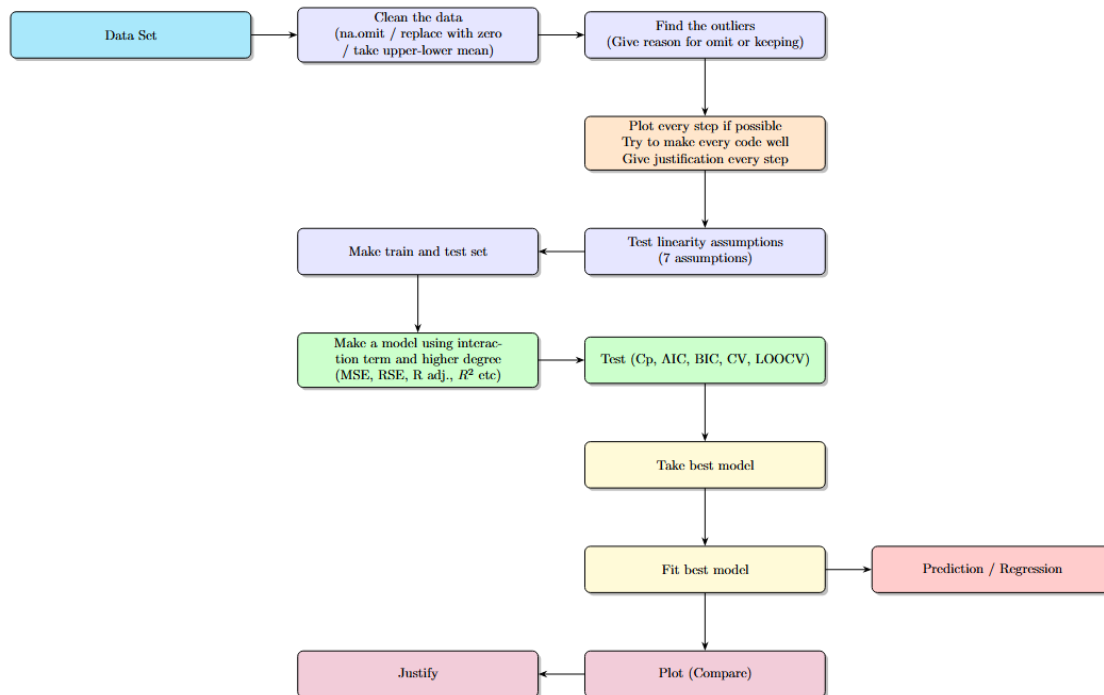 Data Set
Clean the data
(na.omit / replace with zero
/ take upper-lower mean)
Find the outliers
(Give reason for omit or keeping)
Plot every step if possible
Try to make every code well
Give justification every step
Make train and test set
Test linearity assumptions
(7 assumptions)
Make a model using interac-
tion term and higher degree
(MSE, RSE, R adj., R² etc)
Test (Cp, AIC, BIC, CV, LOOCV)
Take best model
Fit best model
Prediction / Regression
Justify
Plot (Compare)